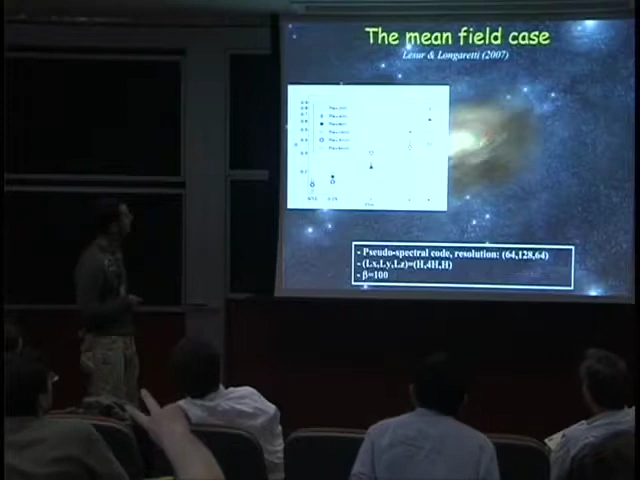 The mean field case
Lesur & Longaretti (2007)
- Pseudo-spectral code, resolution: (64,128,64)
- (Lx,Ly,Lz)=(H,4H,H)
- β=100